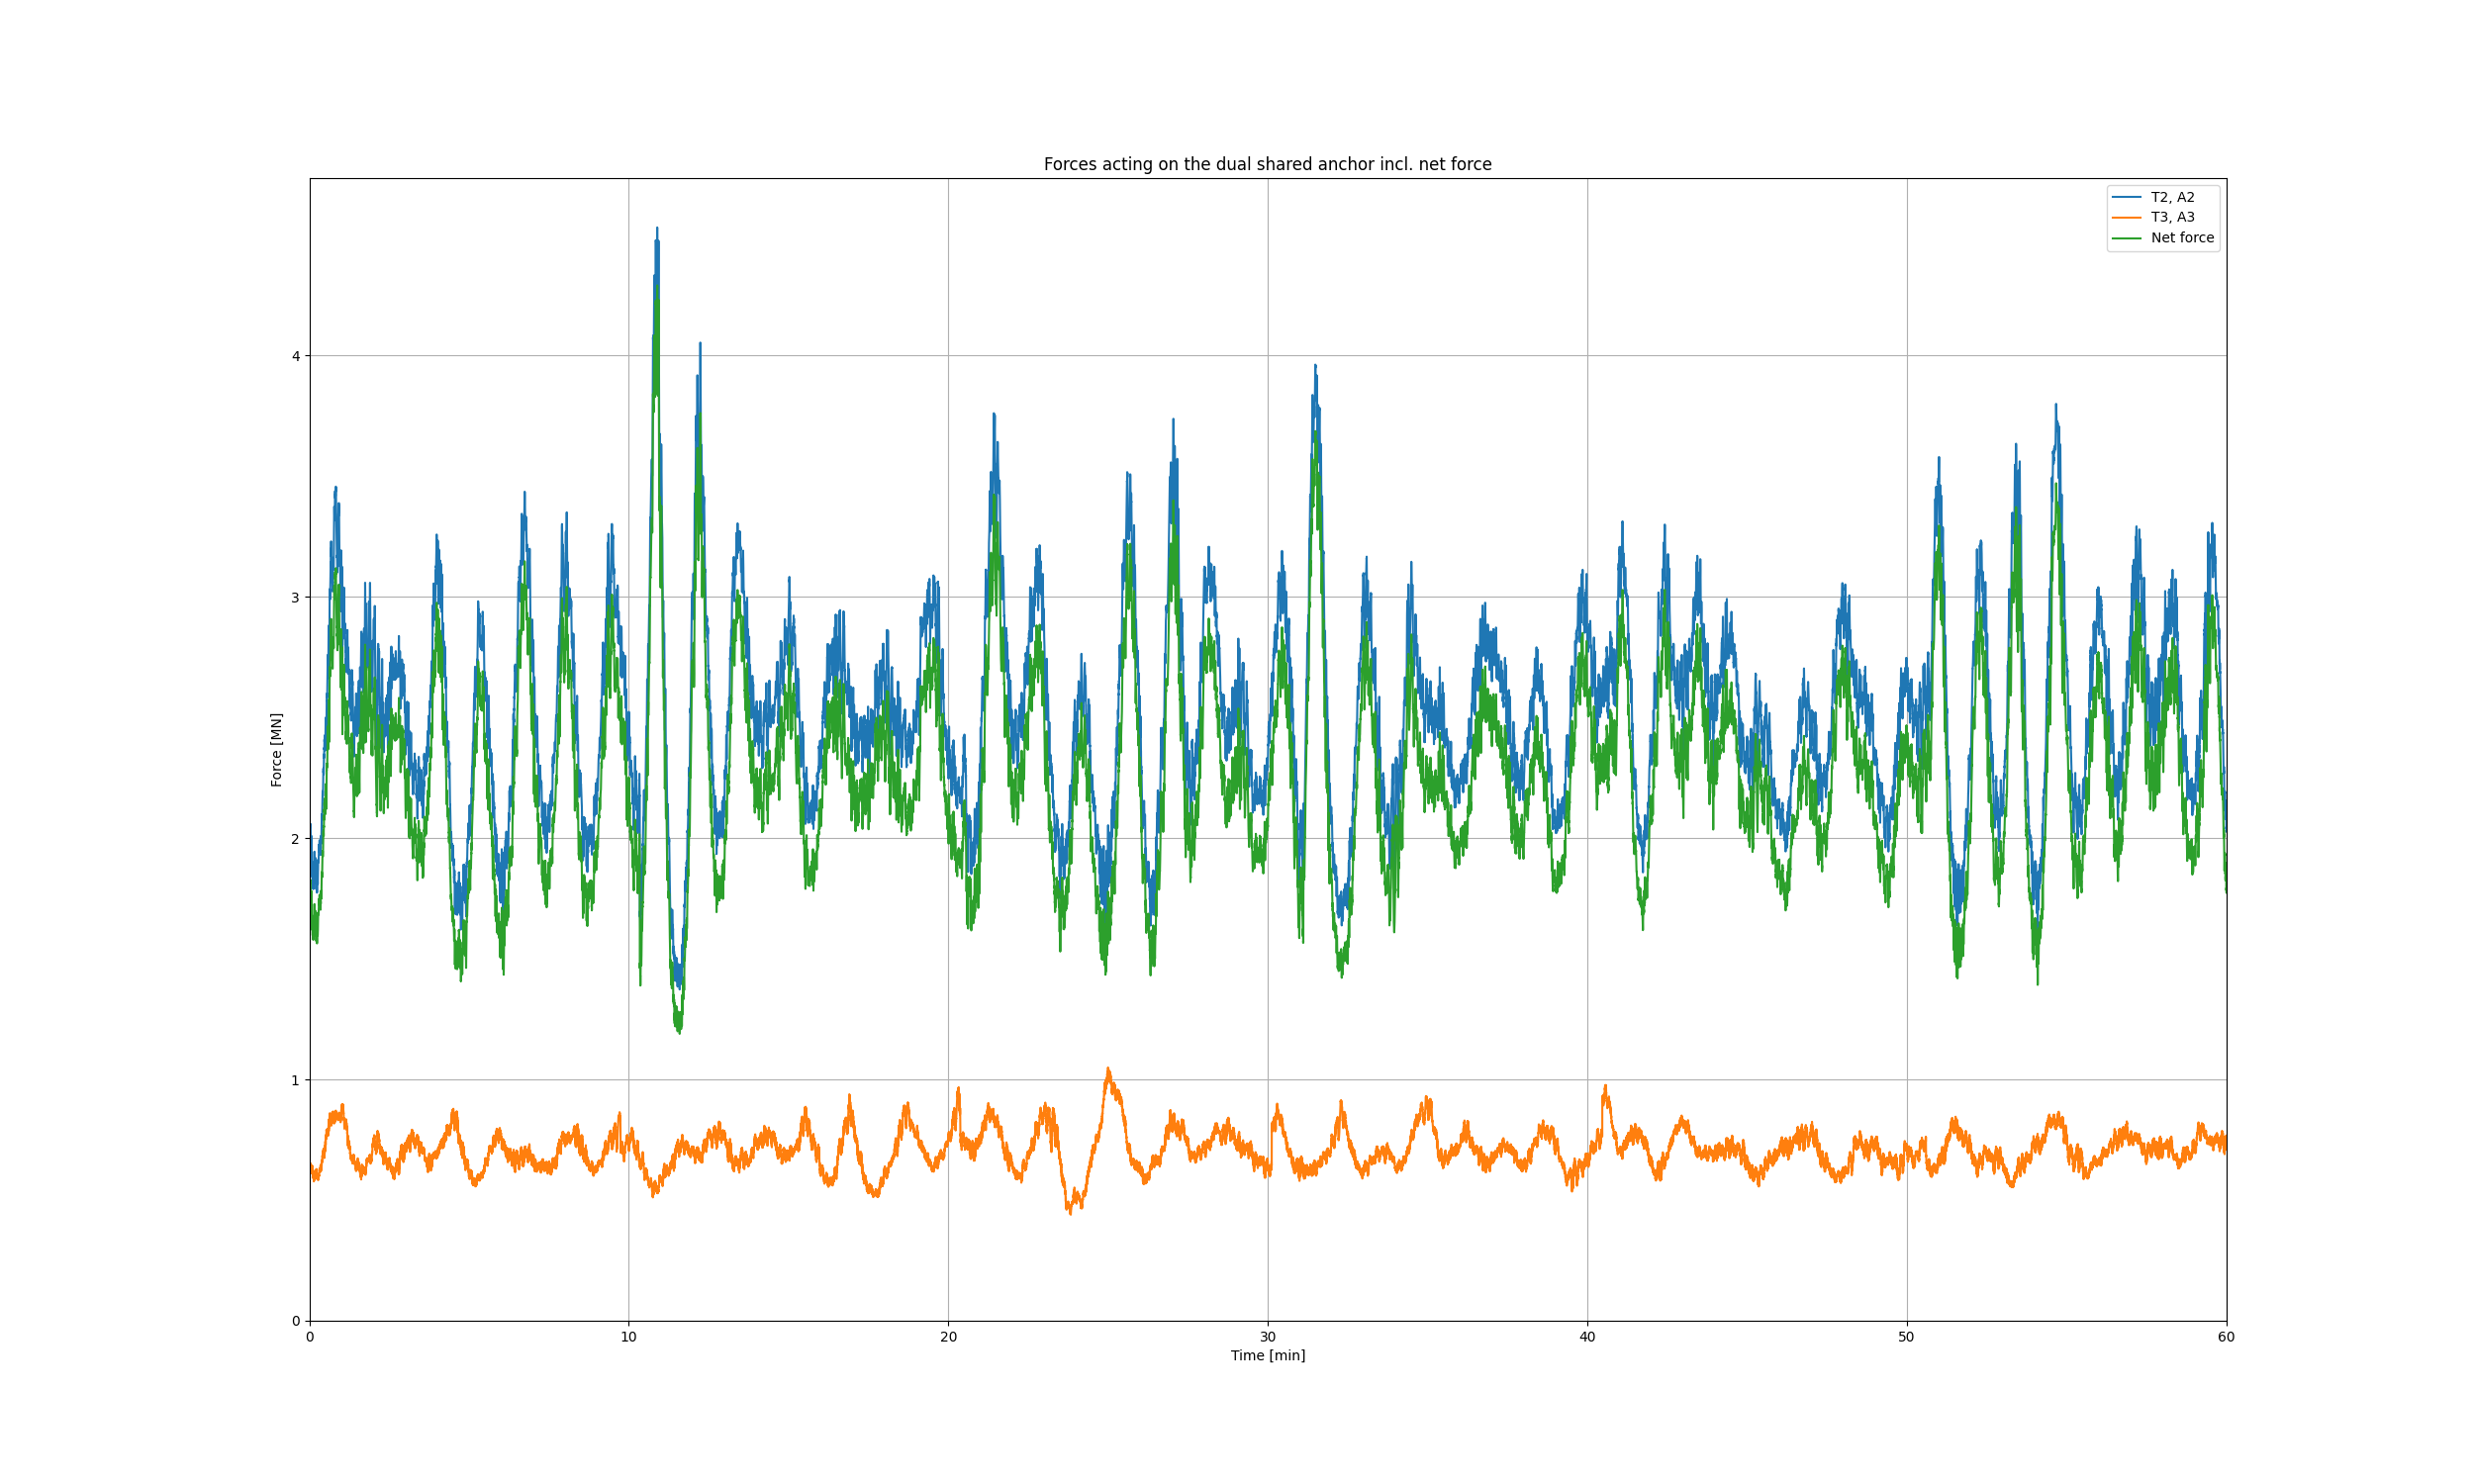 Forces acting on the dual shared anchor incl. net force
T2, A2
T3, A3
Net force
Force [MN]
4
3
2
1
0
0 10 20 30 40 50 60
Time [min]